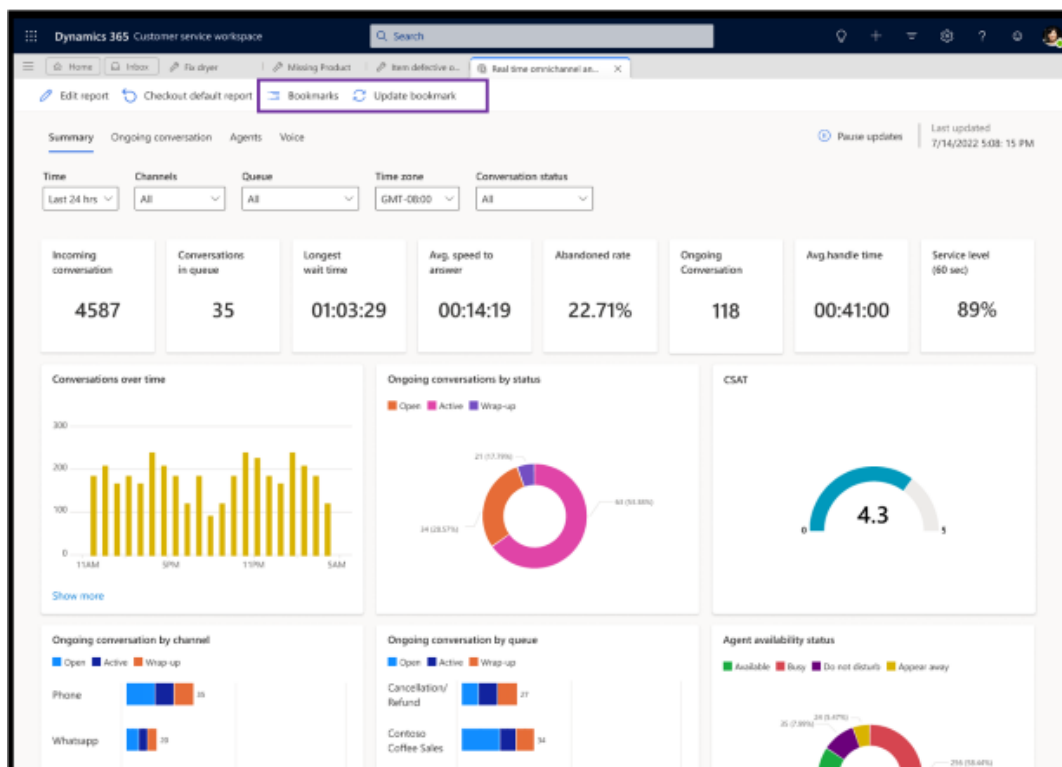 Dynamics 365 Customer service workspace
Search
Home
Inbox
Fix dryer
Missing Product
Item defective o...
Real time omnichannel an...
Edit report
Checkout default report
Bookmarks
Update bookmark
Summary
Ongoing conversation
Agents
Voice
Pause updates
Last updated
7/14/2022 5:08: 15 PM
Time
Channels
Queue
Time zone
Conversation status
Last 24 hrs
All
All
GMT-08:00
All
Incoming
conversation
4587
Conversations
in queue
35
Longest
wait time
01:03:29
Avg. speed to
answer
00:14:19
Abandoned rate
22.71%
Ongoing
Conversation
118
Avg.handle time
00:41:00
Service level
(60 sec)
89%
Conversations over time
300
200
100
0
11AM
5PM
11PM
5AM
Show more
Ongoing conversations by status
Open Active Wrap-up
21 (17.79%)
34 (28.57%)
CSAT
4.3
0
5
Ongoing conversation by channel
Open Active Wrap-up
Phone
35
Whatsapp
20
Ongoing conversation by queue
Open Active Wrap-up
Cancellation/
Refund
27
Contoso
Coffee Sales
34
Agent availability status
Available Busy Do not disturb Appear away